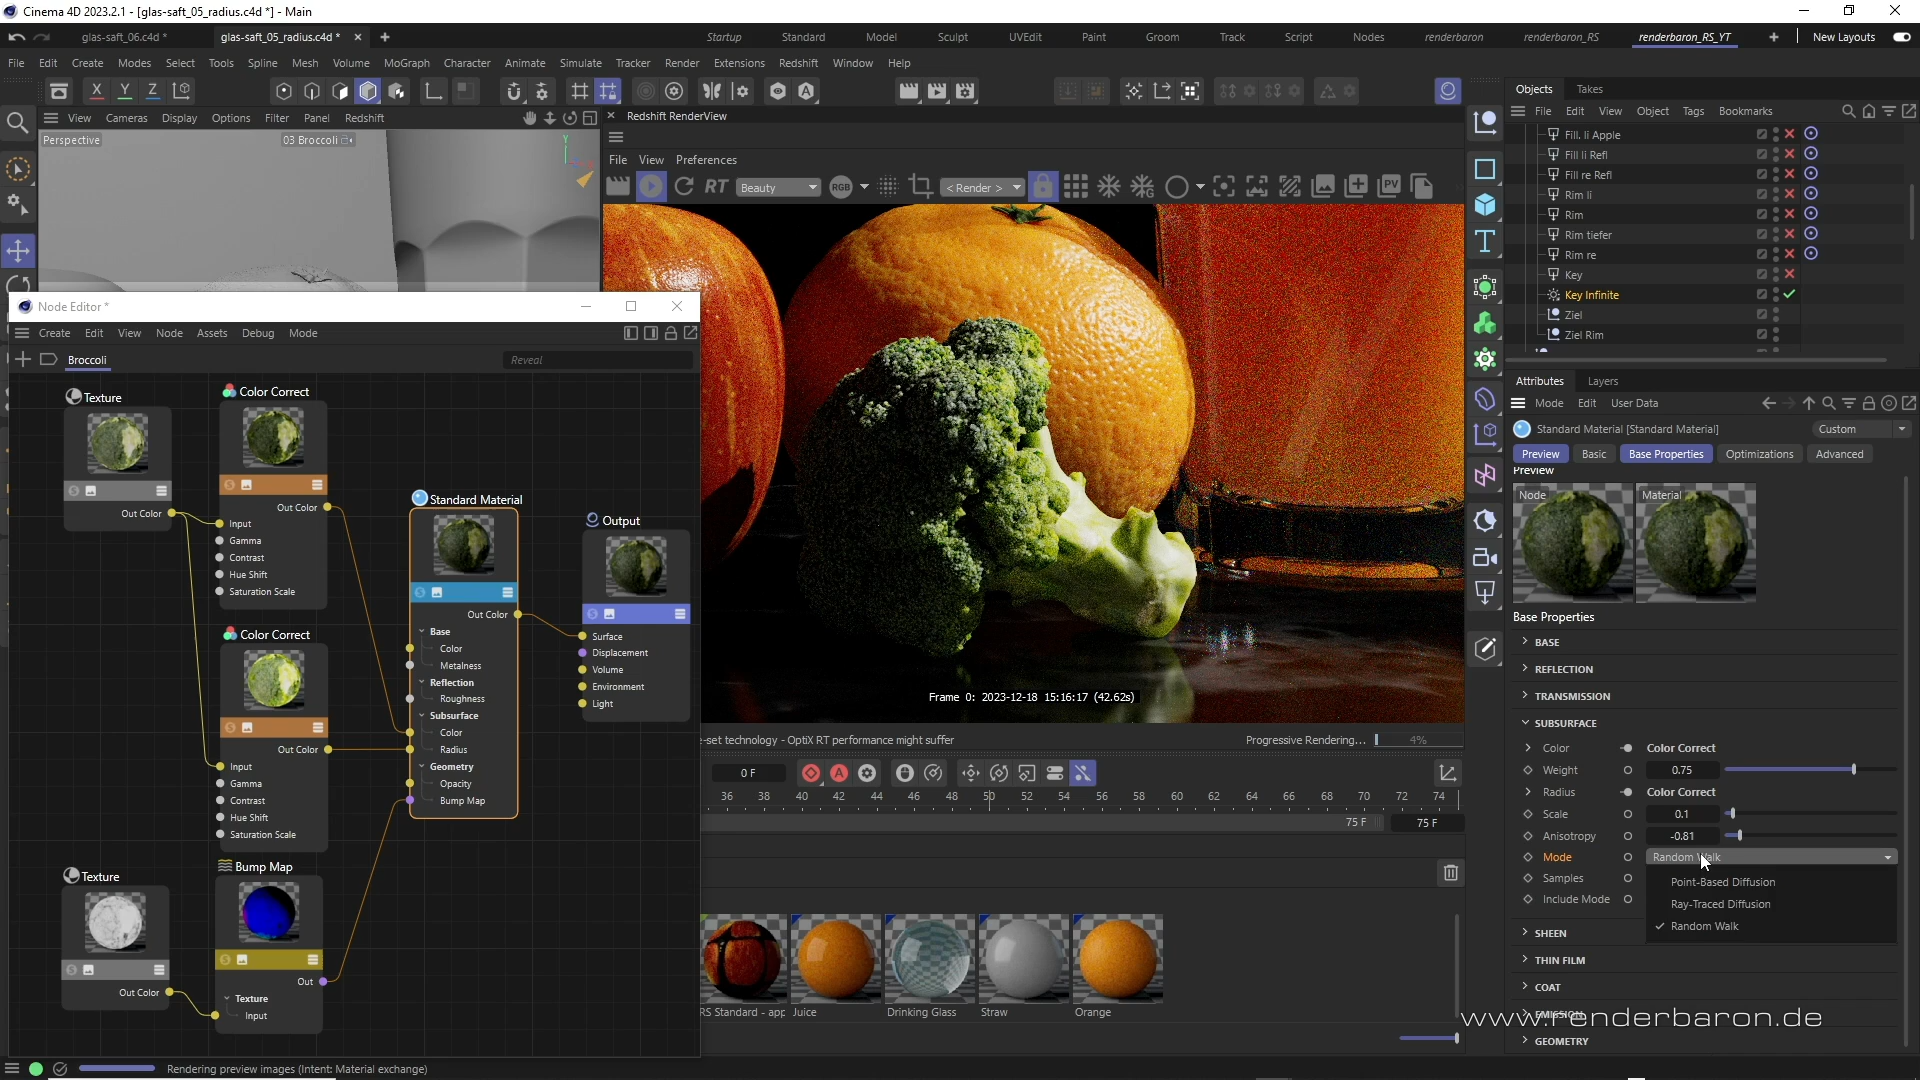 Cinema 4D 2023.2.1 - [glas-saft_05_radius.c4d *] - Main
glas-saft_06.c4d *
glas-saft_05_radius.c4d *
Startup Standard Model Sculpt UVEdit Paint Groom Track Script Nodes renderbaron renderbaron_RS renderbaron_RS_YT New Layouts
File Edit Create Modes Select Tools Spline Mesh Volume MoGraph Character Animate Simulate Tracker Render Extensions Redshift Window Help
X Y Z
View Cameras Display Options Filter Panel Redshift
Perspective
03 Broccoli
Y
Redshift RenderView
File View Preferences
RT Beauty RGB < Render > PV
Frame 0: 2023-12-18 15:16:17 (42.62s)
e-set technology - OptiX RT performance might suffer
Progressive Rendering... 4%
Node Editor *
Create Edit View Node Assets Debug Mode
Broccoli
Reveal
Texture
Out Color
Color Correct
Out Color
Input
Gamma
Contrast
Hue Shift
Saturation Scale
Color Correct
Out Color
Input
Gamma
Contrast
Hue Shift
Saturation Scale
Texture
Out Color
Bump Map
Out
Texture
Input
Standard Material
Out Color
Base
Color
Metalness
Reflection
Roughness
Subsurface
Color
Radius
Geometry
Opacity
Bump Map
Output
Surface
Displacement
Volume
Environment
Light
0 F
36 38 40 42 44 46 48 50 52 54 56 58 60 62 64 66 68 70 72 74
75 F
75 F
RS Standard - app
Juice
Drinking Glass
Straw
Orange
Objects Takes
File Edit View Object Tags Bookmarks
Fill. li Apple
Fill li Refl
Fill re Refl
Rim li
Rim
Rim tiefer
Rim re
Key
Key Infinite
Ziel
Ziel Rim
Attributes Layers
Mode Edit User Data
Standard Material [Standard Material]
Custom
Preview Basic Base Properties Optimizations Advanced
Preview
Node
Material
Base Properties
BASE
REFLECTION
TRANSMISSION
SUBSURFACE
Color Color Correct
Weight 0.75
Radius Color Correct
Scale 0.1
Anisotropy -0.81
Mode Random Walk
Samples
Include Mode
Point-Based Diffusion
Ray-Traced Diffusion
Random Walk
SHEEN
THIN FILM
COAT
EMISSION
GEOMETRY
www.renderbaron.de
Rendering preview images (Intent: Material exchange)